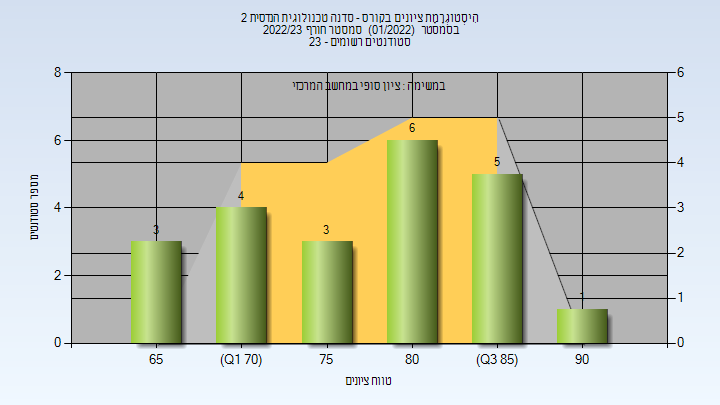 היסטוגרמת ציונים בקורס - סדנה טכנולוגית הנדסית 2
בסמסטר (01/2022) סמסטר חורף 2022/23
סטודנטים רשומים - 23
במשימה : ציון סופי במחשב המרכזי
8
6
4
2
0
6
5
4
3
2
1
0
מספר סטודנטים
3
4
3
6
5
1
65
(Q1 70)
75
80
(Q3 85)
90
טווח ציונים